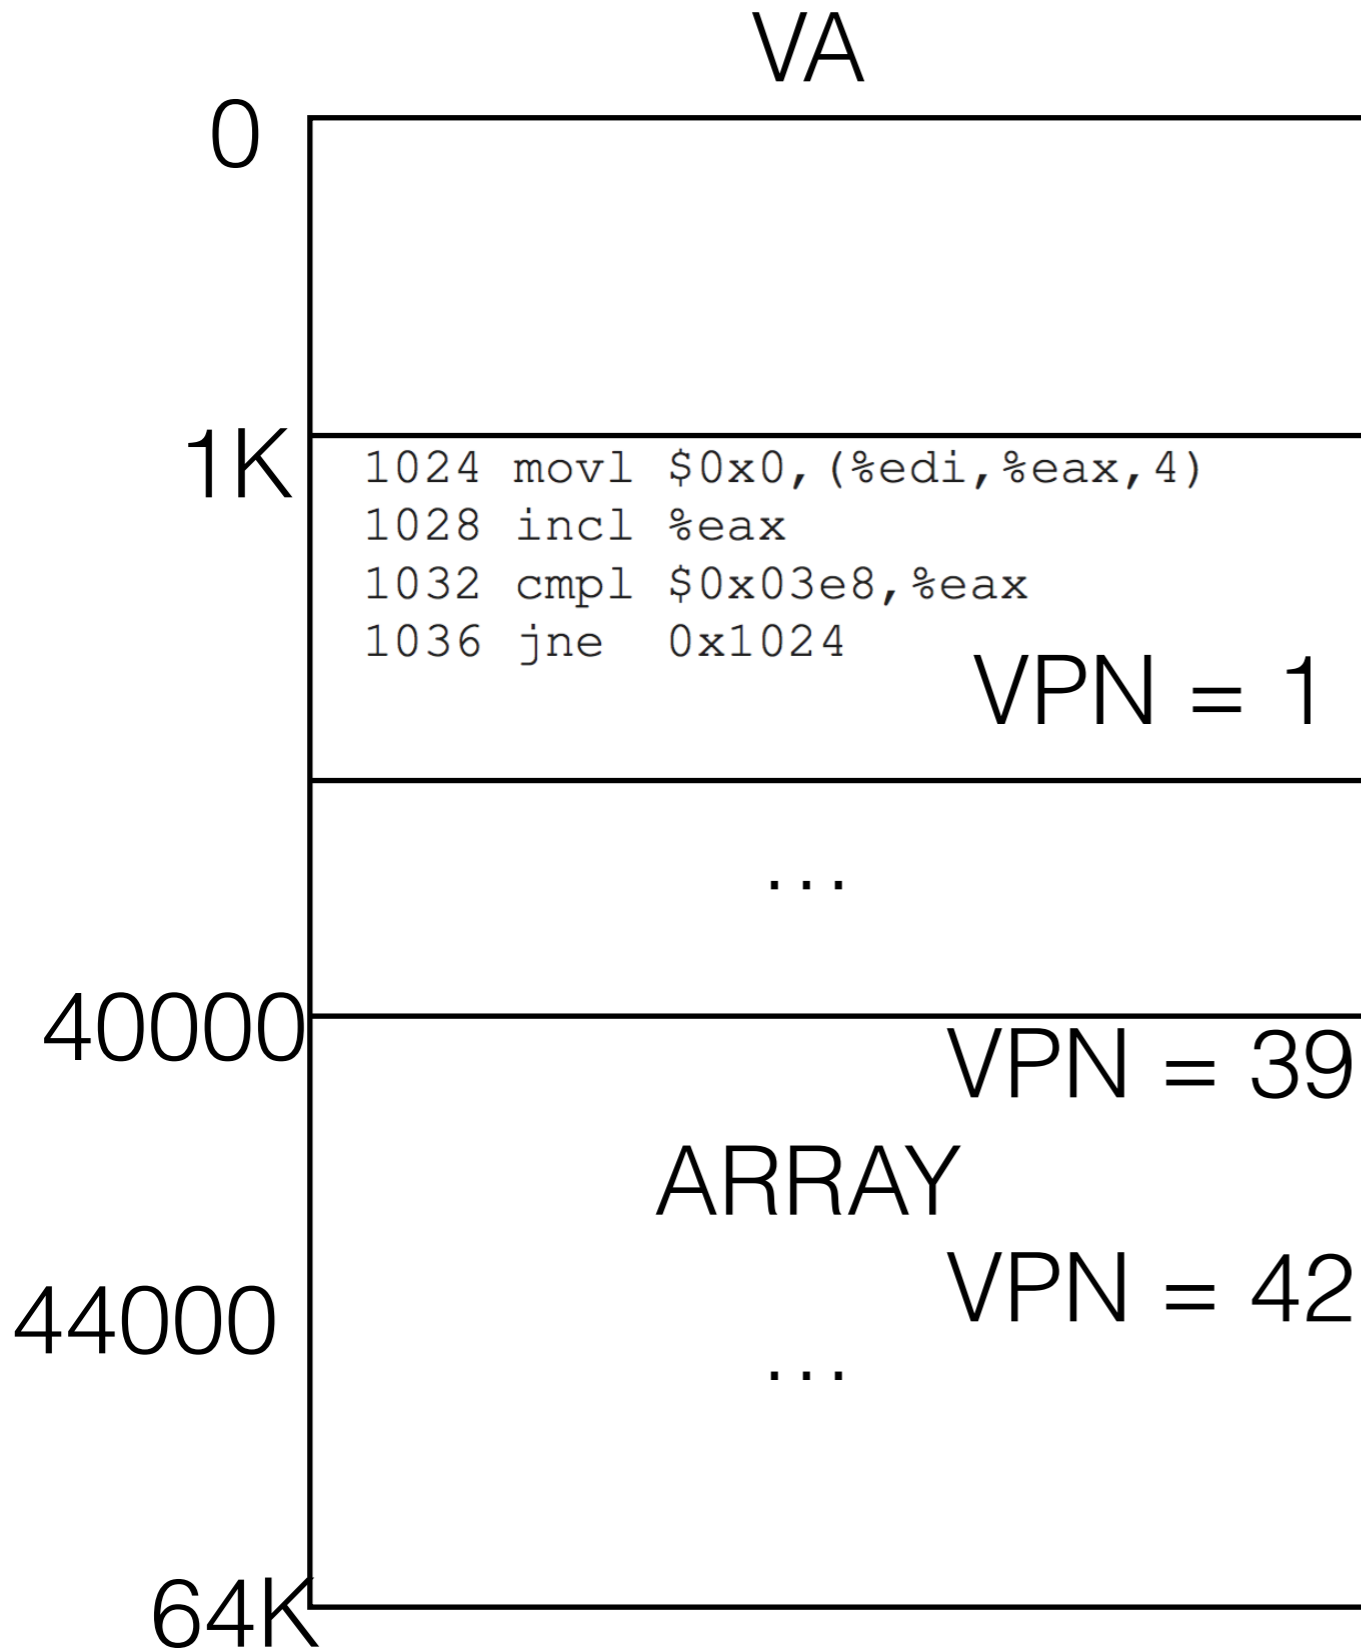 VA
0
1K
1024 movl $0x0,(%edi,%eax,4)
1028 incl %eax
1032 cmpl $0x03e8,%eax
1036 jne 0x1024
VPN = 1
...
40000
VPN = 39
ARRAY
VPN = 42
44000
...
64K